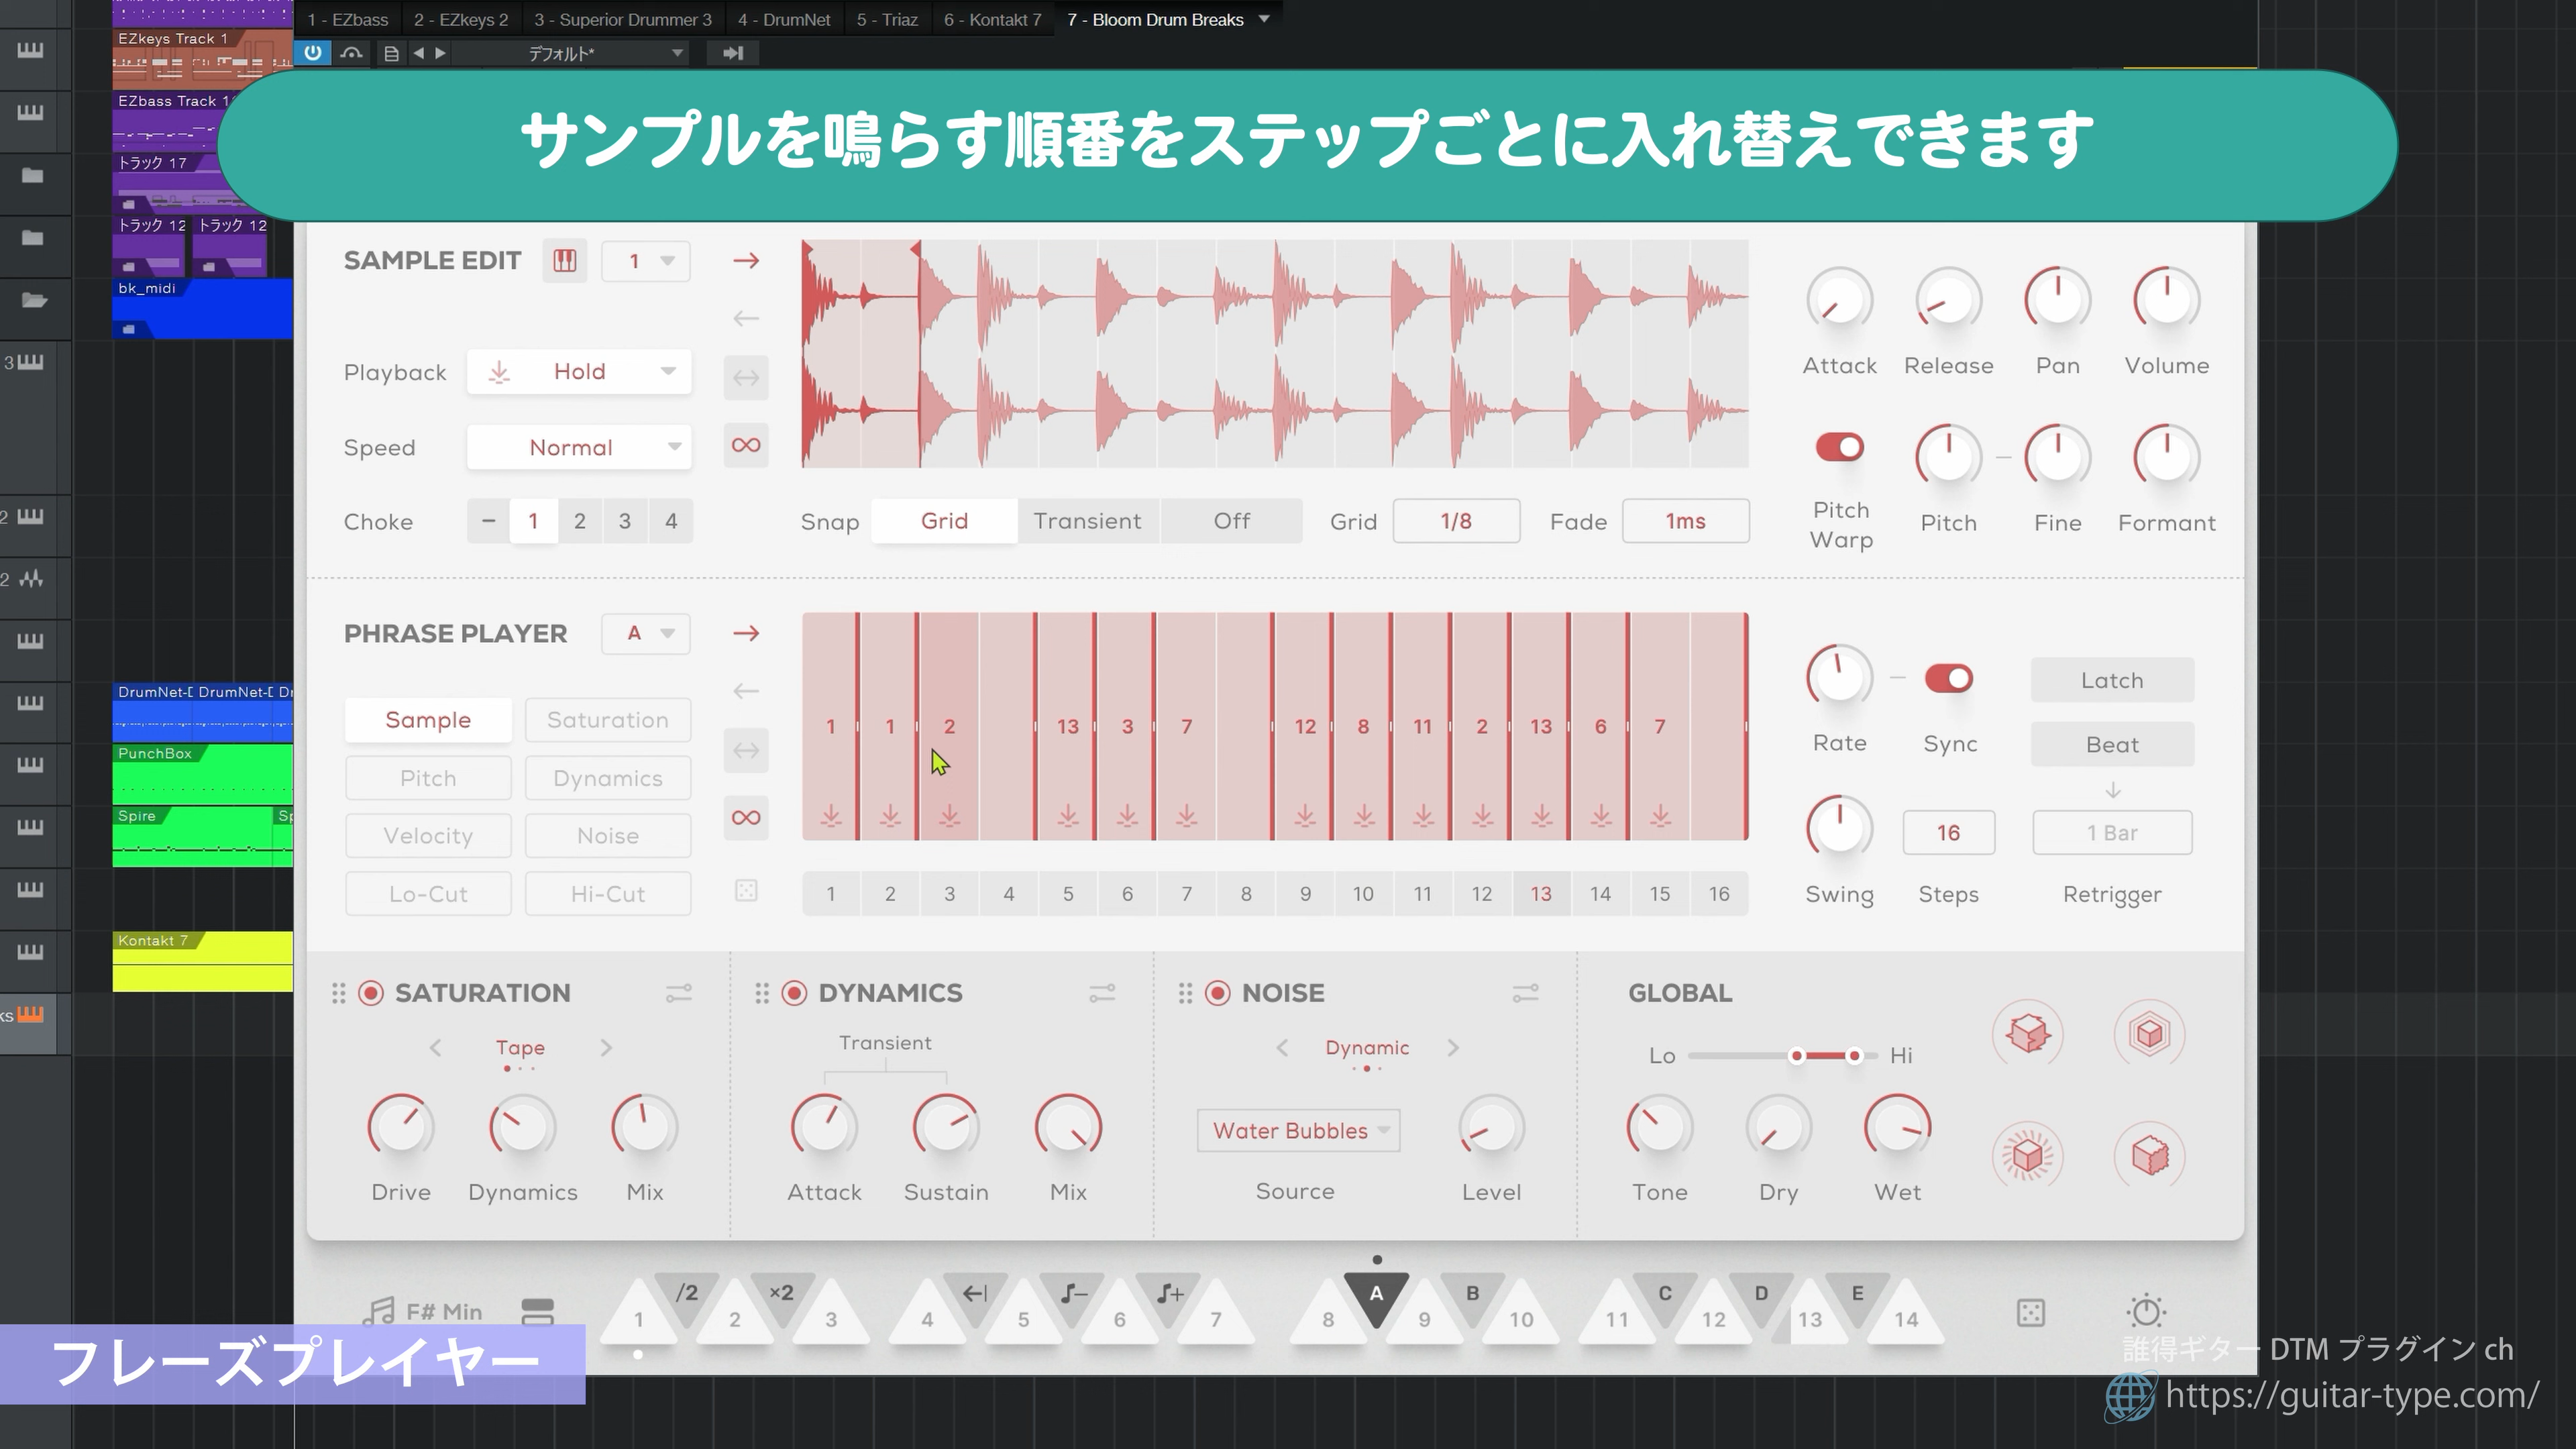 1 - EZbass 2 - EZkeys 2 3 - Superior Drummer 3 4 - DrumNet 5 - Triaz 6 - Kontakt 7 7 - Bloom Drum Breaks
EZkeys Track 1
デフォルト*
EZbass Track 1
サンプルを鳴らす順番をステップごとに入れ替えできます
トラック 17
トラック 12 トラック 12
bk_midi
SAMPLE EDIT 1
Attack Release Pan Volume
3
Playback Hold
Speed Normal
Choke – 1 2 3 4
Snap Grid Transient Off Grid 1/8 Fade 1ms
Pitch Warp Pitch Fine Formant
2
2
PHRASE PLAYER A
Sample Saturation
Pitch Dynamics
Velocity Noise
Lo-Cut Hi-Cut
1 1 2 13 3 7 12 8 11 2 13 6 7
1 2 3 4 5 6 7 8 9 10 11 12 13 14 15 16
Rate Sync Latch
Beat
16 1 Bar
Swing Steps Retrigger
DrumNet-D DrumNet-D Dr
PunchBox
Spire Sp
Kontakt 7
ks
SATURATION
Tape
Drive Dynamics Mix
DYNAMICS
Transient
Attack Sustain Mix
NOISE
Dynamic
Water Bubbles
Source Level
GLOBAL
Lo Hi
Tone Dry Wet
F# Min
/2 ×2 A B C D E
1 2 3 4 5 6 7 8 9 10 11 12 13 14
フレーズプレイヤー
誰得ギター DTM プラグイン ch
https://guitar-type.com/